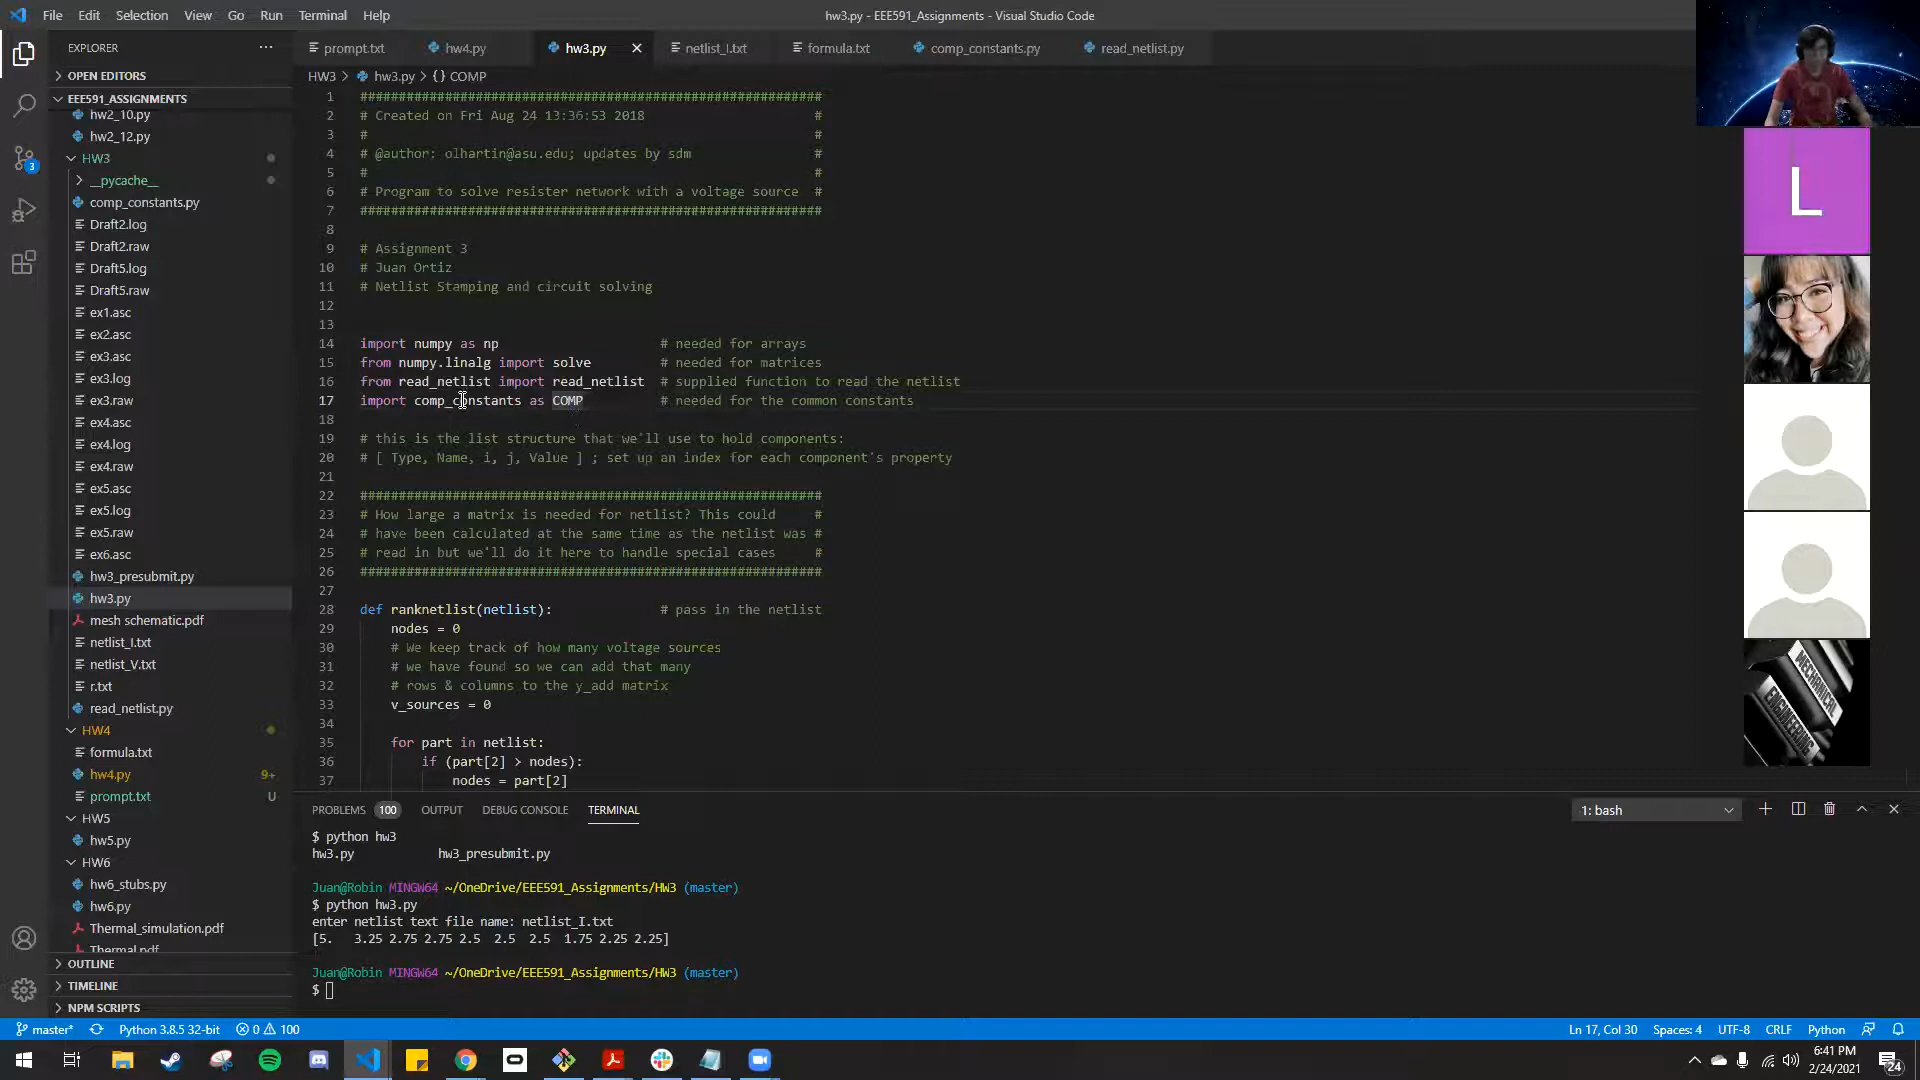 File Edit Selection View Go Run Terminal Help
hw3.py - EEE591_Assignments - Visual Studio Code
EXPLORER
OPEN EDITORS
EEE591_ASSIGNMENTS
hw2_10.py
hw2_12.py
HW3
__pycache__
comp_constants.py
Draft2.log
Draft2.raw
Draft5.log
Draft5.raw
ex1.asc
ex2.asc
ex3.asc
ex3.log
ex3.raw
ex4.asc
ex4.log
ex4.raw
ex5.asc
ex5.log
ex5.raw
ex6.asc
hw3_presubmit.py
hw3.py
mesh schematic.pdf
netlist_I.txt
netlist_V.txt
r.txt
read_netlist.py
HW4
formula.txt
hw4.py 9+
prompt.txt U
HW5
hw5.py
HW6
hw6_stubs.py
hw6.py
Thermal_simulation.pdf
Thermal.pdf
OUTLINE
TIMELINE
NPM SCRIPTS
3
prompt.txt hw4.py hw3.py netlist_I.txt formula.txt comp_constants.py read_netlist.py
HW3 > hw3.py > {} COMP
1 ############################################################
2 # Created on Fri Aug 24 13:36:53 2018 #
3 # #
4 # @author: olhartin@asu.edu; updates by sdm #
5 # #
6 # Program to solve resister network with a voltage source #
7 ############################################################
8
9 # Assignment 3
10 # Juan Ortiz
11 # Netlist Stamping and circuit solving
12
13
14 import numpy as np # needed for arrays
15 from numpy.linalg import solve # needed for matrices
16 from read_netlist import read_netlist # supplied function to read the netlist
17 import comp_constants as COMP # needed for the common constants
18
19 # this is the list structure that we'll use to hold components:
20 # [ Type, Name, i, j, Value ] ; set up an index for each component's property
21
22 ############################################################
23 # How large a matrix is needed for netlist? This could #
24 # have been calculated at the same time as the netlist was #
25 # read in but we'll do it here to handle special cases #
26 ############################################################
27
28 def ranknetlist(netlist): # pass in the netlist
29 nodes = 0
30 # We keep track of how many voltage sources
31 # we have found so we can add that many
32 # rows & columns to the y_add matrix
33 v_sources = 0
34
35 for part in netlist:
36 if (part[2] > nodes):
37 nodes = part[2]
PROBLEMS 100 OUTPUT DEBUG CONSOLE TERMINAL
1: bash
$ python hw3
hw3.py hw3_presubmit.py
Juan@Robin MINGW64 ~/OneDrive/EEE591_Assignments/HW3 (master)
$ python hw3.py
enter netlist text file name: netlist_I.txt
[5. 3.25 2.75 2.75 2.5 2.5 2.5 1.75 2.25 2.25]
Juan@Robin MINGW64 ~/OneDrive/EEE591_Assignments/HW3 (master)
$
L
MECHANICAL
ENGINEERING
master* Python 3.8.5 32-bit 0 100
Ln 17, Col 30 Spaces: 4 UTF-8 CRLF Python
6:41 PM
2/24/2021
24